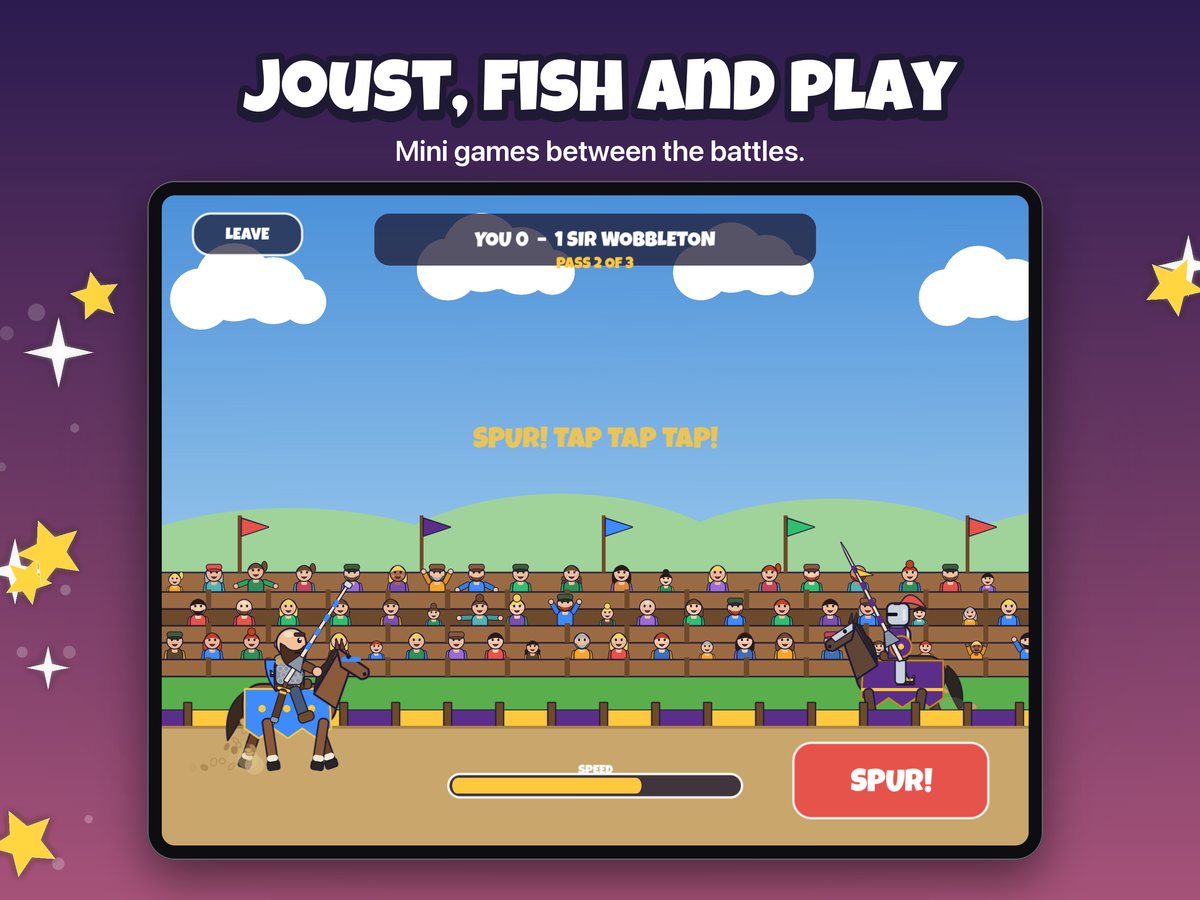 JOUST, FISH AND PLAY
Mini games between the battles.
LEAVE
YOU 0 - 1 SIR WOBBLETON
PASS 2 OF 3
SPUR! TAP TAP TAP!
SPEED
SPUR!